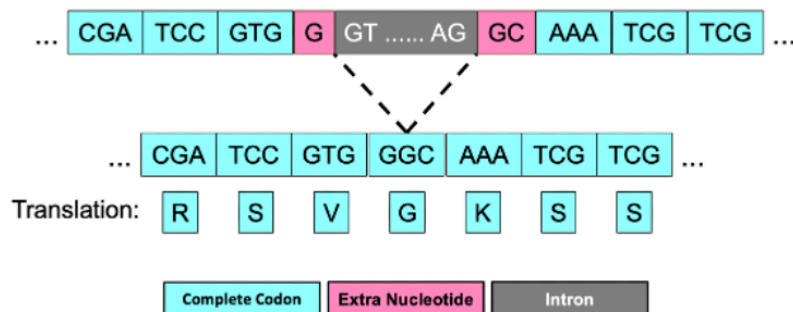 ... CGA TCC GTG G GT ...... AG GC AAA TCG TCG ...
... CGA TCC GTG GGC AAA TCG TCG ...
Translation: R S V G K S S
Complete Codon Extra Nucleotide Intron